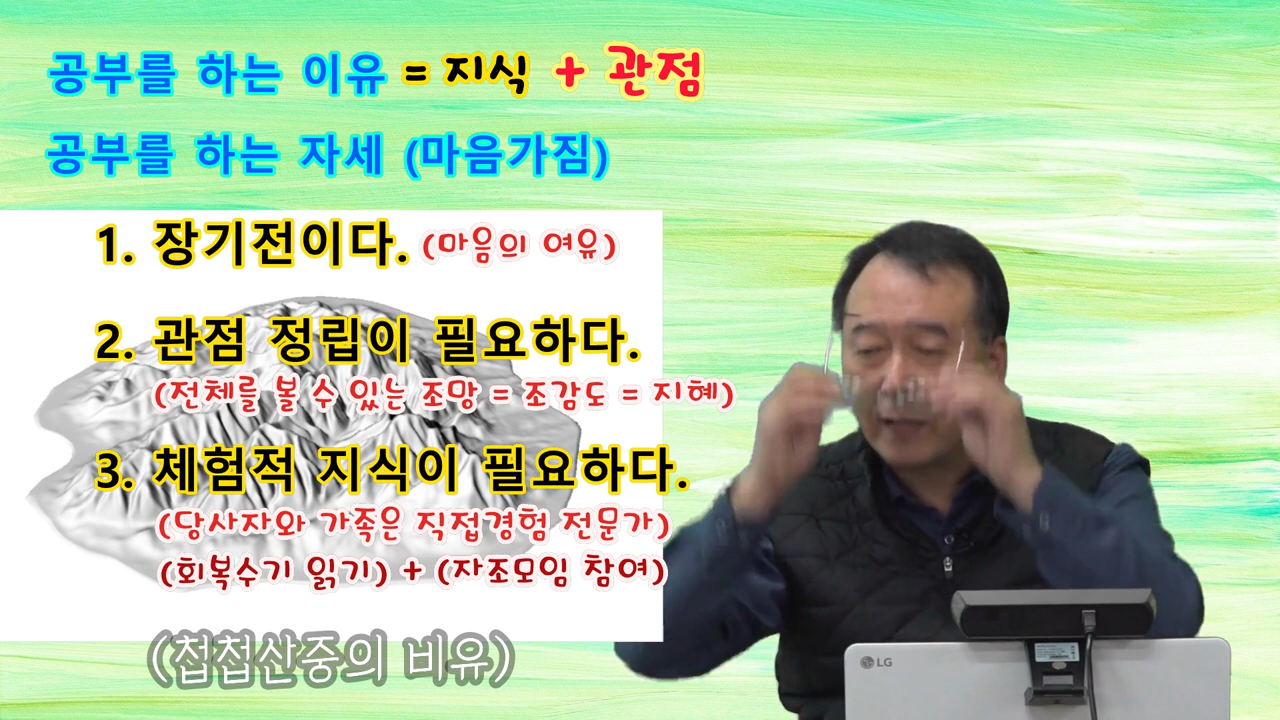 공부를 하는 이유 = 지식 + 관점
공부를 하는 자세 (마음가짐)
1. 장기전이다. (마음의 여유)
2. 관점 정립이 필요하다.
(전체를 볼 수 있는 조망 = 조감도 = 지혜)
3. 체험적 지식이 필요하다.
(당사자와 가족은 직접경험 전문가)
(회복수기 읽기) + (자조모임 참여)
(첩첩산중의 비유)
LG